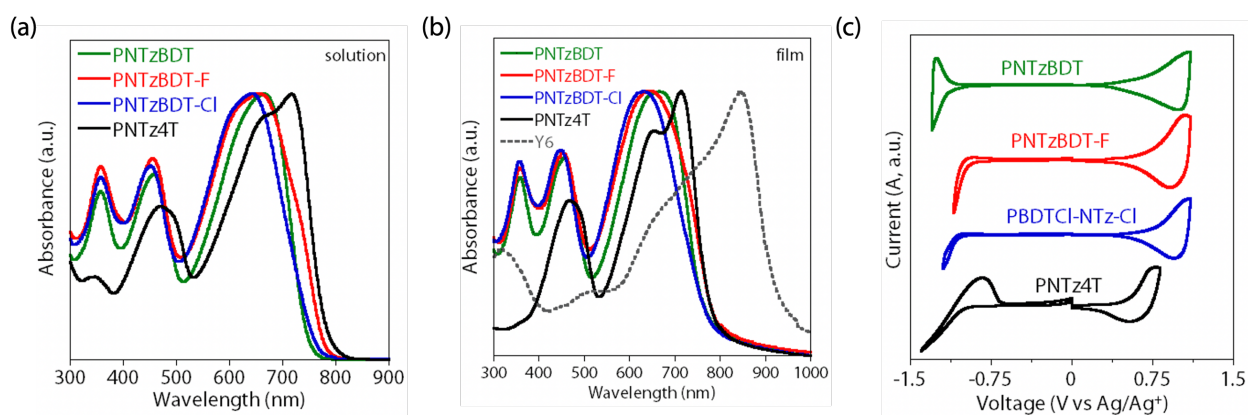 (a)
PNTzBDT
PNTzBDT-F
PNTzBDT-Cl
PNTz4T
solution
Absorbance (a.u.)
300 400 500 600 700 800 900
Wavelength (nm)
(b)
PNTzBDT
PNTzBDT-F
PNTzBDT-Cl
PNTz4T
Y6
film
Absorbance (a.u.)
300 400 500 600 700 800 900 1000
Wavelength (nm)
(c)
PNTzBDT
PNTzBDT-F
PBDTCl-NTz-Cl
PNTz4T
Current (A, a.u.)
-1.5 -0.75 0 0.75 1.5
Voltage (V vs Ag/Ag⁺)